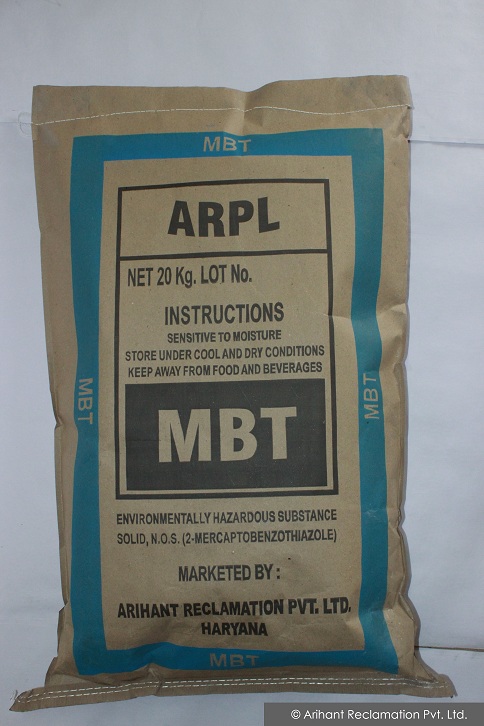 MBT
ARPL
NET 20 Kg. LOT No.
INSTRUCTIONS
SENSITIVE TO MOISTURE
STORE UNDER COOL AND DRY CONDITIONS
KEEP AWAY FROM FOOD AND BEVERAGES
MBT
MBT
MBT
ENVIRONMENTALLY HAZARDOUS SUBSTANCE
SOLID, N.O.S. (2-MERCAPTOBENZOTHIAZOLE)
MARKETED BY :
ARIHANT RECLAMATION PVT. LTD.
HARYANA
MBT
© Arihant Reclamation Pvt. Ltd.